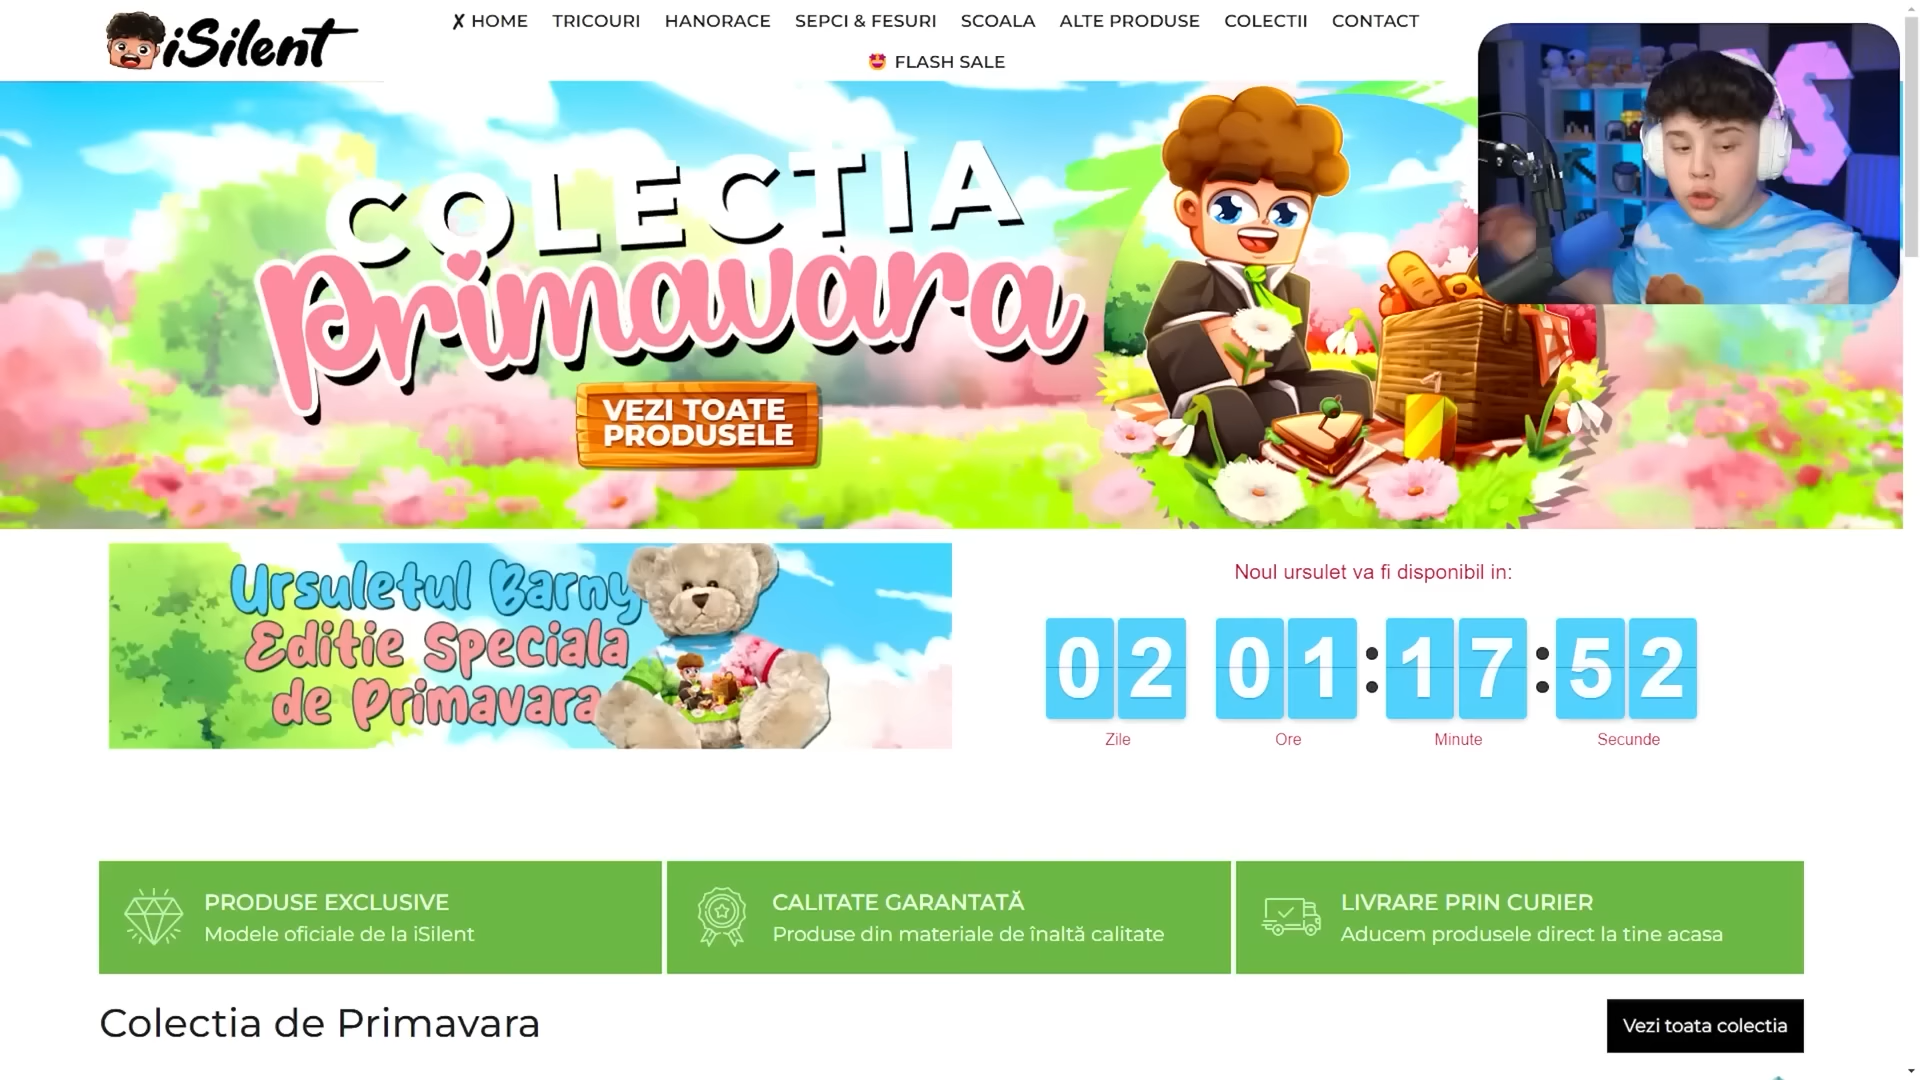 iSilent
✗ HOME TRICOURI HANORACE SEPCI & FESURI SCOALA ALTE PRODUSE COLECTII CONTACT
🤩 FLASH SALE
COLECTIA
Primavara
VEZI TOATE
PRODUSELE
Ursuletul Barny
Editie Speciala
de Primavara
Noul ursulet va fi disponibil in:
02 01:17:52
Zile Ore Minute Secunde
PRODUSE EXCLUSIVE
Modele oficiale de la iSilent
CALITATE GARANTATĂ
Produse din materiale de înaltă calitate
LIVRARE PRIN CURIER
Aducem produsele direct la tine acasa
Colectia de Primavara
Vezi toata colectia